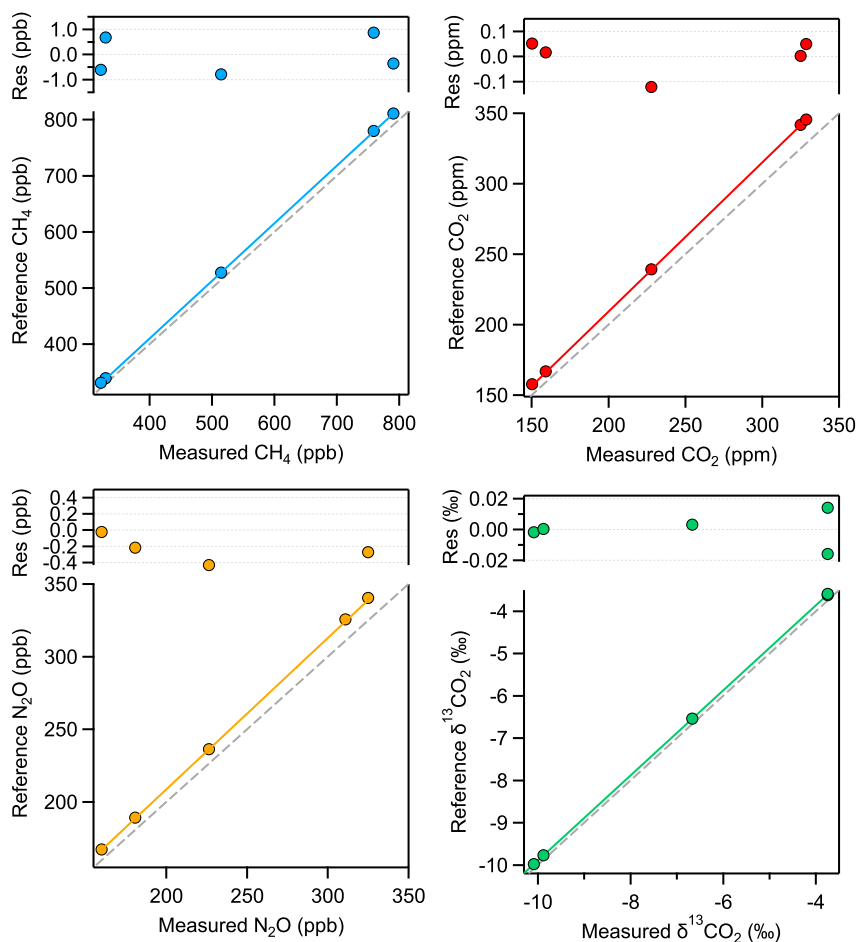 Res (ppb)
1.0
0.0
-1.0
Reference CH4 (ppb)
800
700
600
500
400
400 500 600 700 800
Measured CH4 (ppb)
Res (ppm)
0.1
0.0
-0.1
Reference CO2 (ppm)
350
300
250
200
150
150 200 250 300 350
Measured CO2 (ppm)
Res (ppb)
0.4
0.2
0.0
-0.2
-0.4
Reference N2O (ppb)
350
300
250
200
200 250 300 350
Measured N2O (ppb)
Res (‰)
0.02
0.00
-0.02
Reference δ13CO2 (‰)
-4
-5
-6
-7
-8
-9
-10
-10 -8 -6 -4
Measured δ13CO2 (‰)